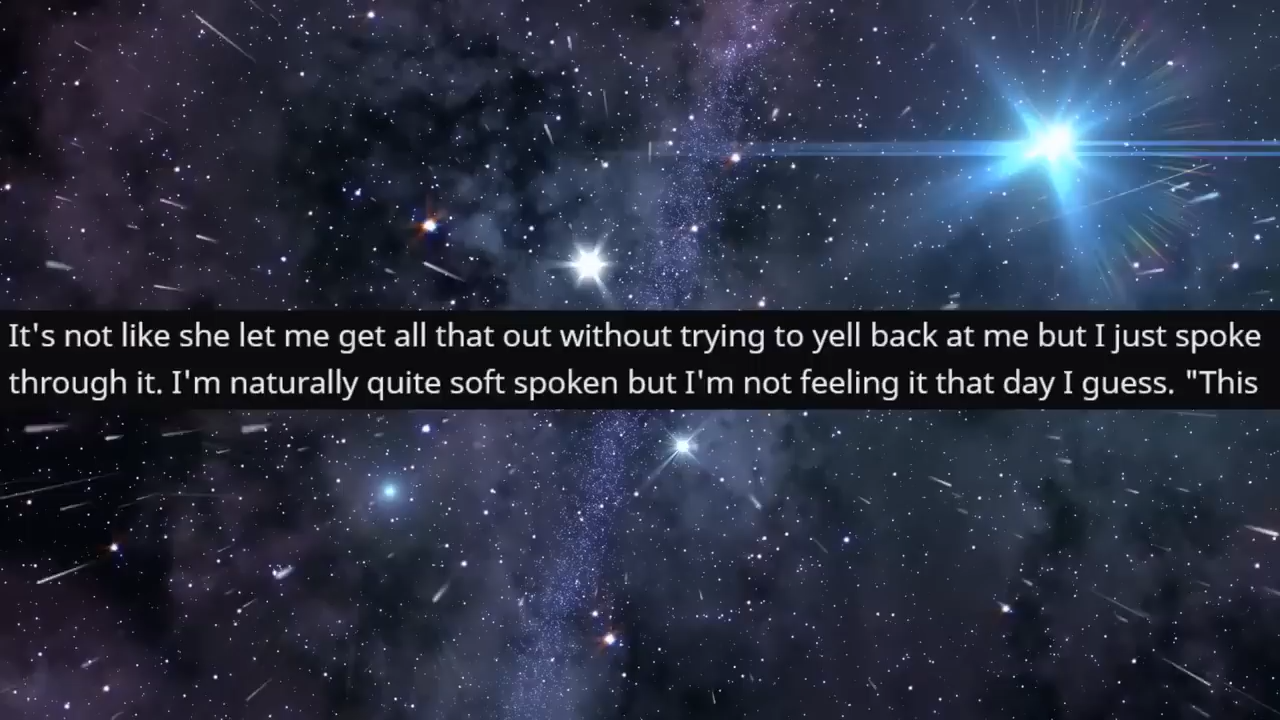 It's not like she let me get all that out without trying to yell back at me but I just spoke
through it. I'm naturally quite soft spoken but I'm not feeling it that day I guess. "This